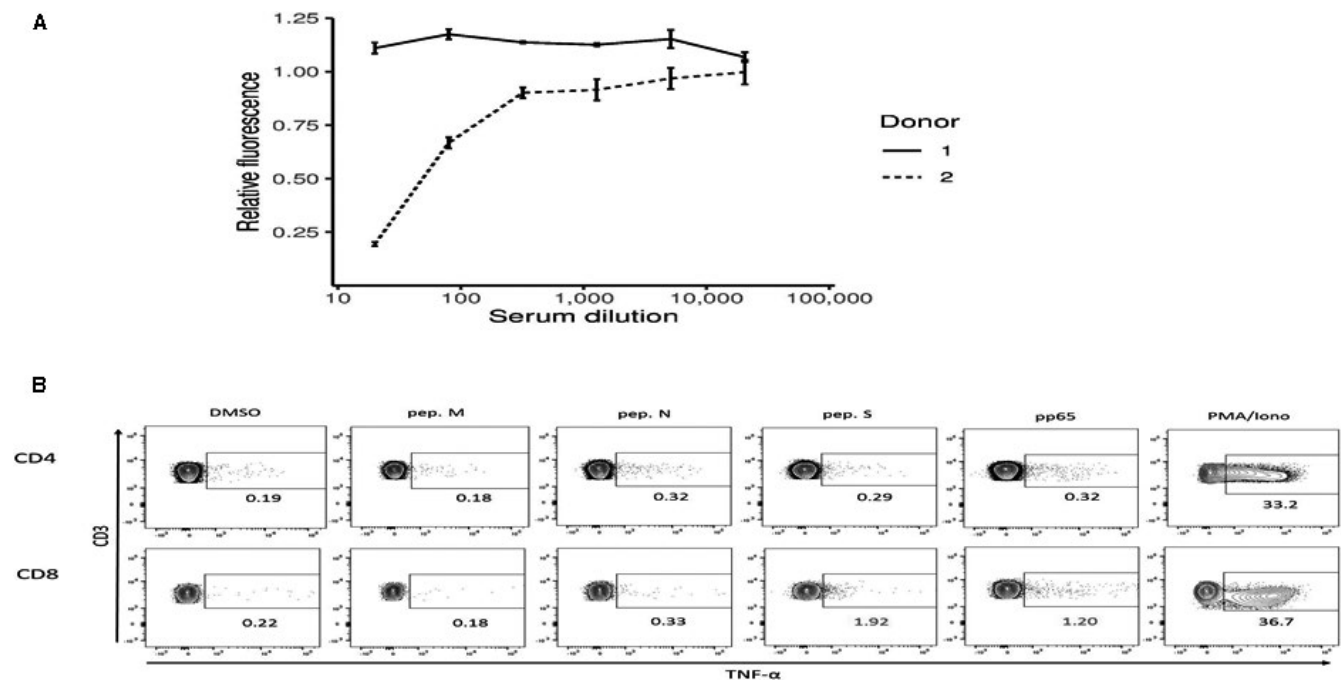 A
1.25
1.00
0.75
0.50
0.25
Relative fluorescence
10 100 1,000 10,000 100,000
Serum dilution
Donor
1
2
B
DMSO pep. M pep. N pep. S pp65 PMA/Iono
CD4
0.19 0.18 0.32 0.29 0.32 33.2
CD3
CD8
0.22 0.18 0.33 1.92 1.20 36.7
TNF-α